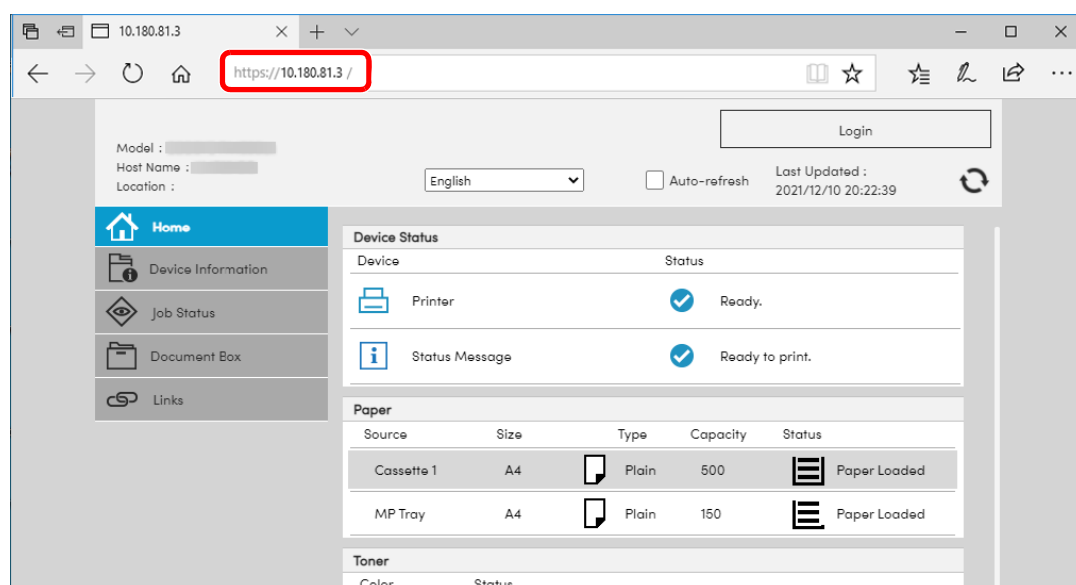 10.180.81.3
https://10.180.81.3 /
Login
Model :
Host Name :
Location :
English
Auto-refresh
Last Updated :
2021/12/10 20:22:39
Home
Device Information
Job Status
Document Box
Links
Device Status
Device Status
Printer Ready.
i Status Message Ready to print.
Paper
Source Size Type Capacity Status
Cassette 1 A4 Plain 500 Paper Loaded
MP Tray A4 Plain 150 Paper Loaded
Toner
Color Status